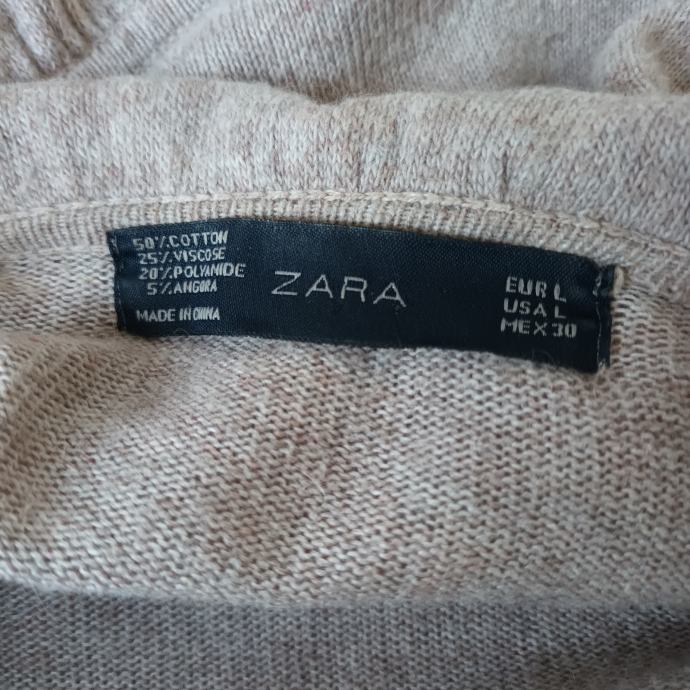 50% COTTON
25% VISCOSE
20% POLYAMIDE
5% ANGORA
MADE IN CHINA
ZARA
EUR L
USA L
MEX 30